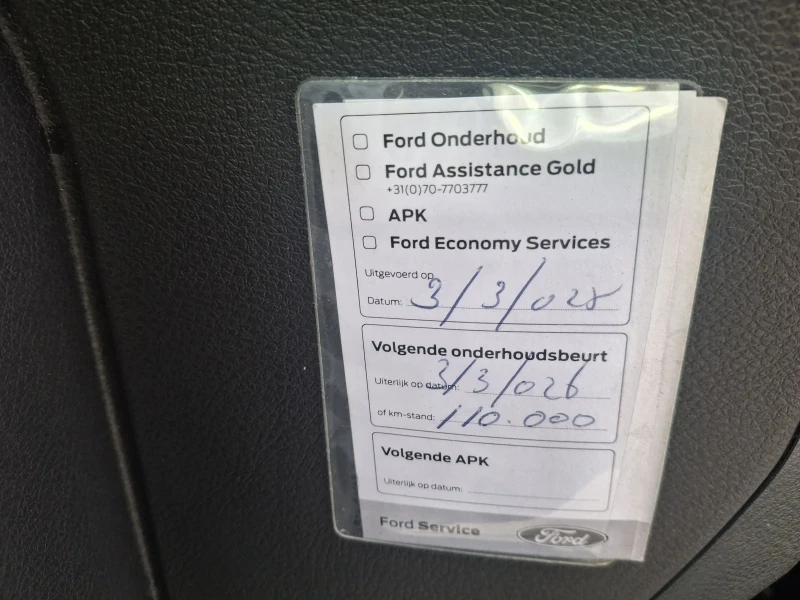 Ford Onderhoud
Ford Assistance Gold
+31(0)70-7703777
APK
Ford Economy Services
Uitgevoerd op
Datum: 3/3/025
Volgende onderhoudsbeurt
Uiterlijk op datum: 3/3/026
of km-stand: 110.000
Volgende APK
Uiterlijk op datum:
Ford Service
Ford